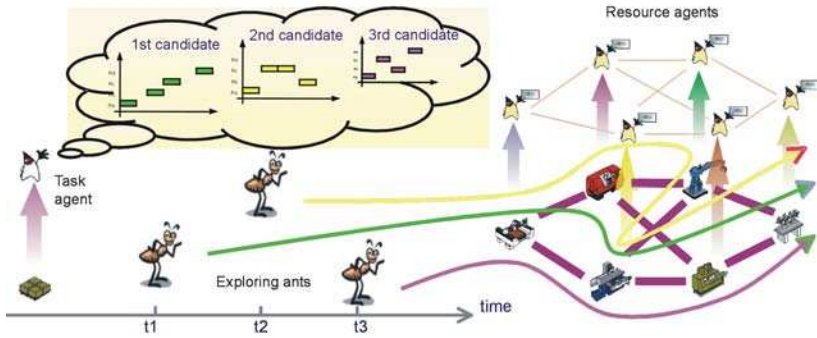 Resource agents
1st candidate
2nd candidate
3rd candidate
Task
agent
Exploring ants
time
t1
t2
t3